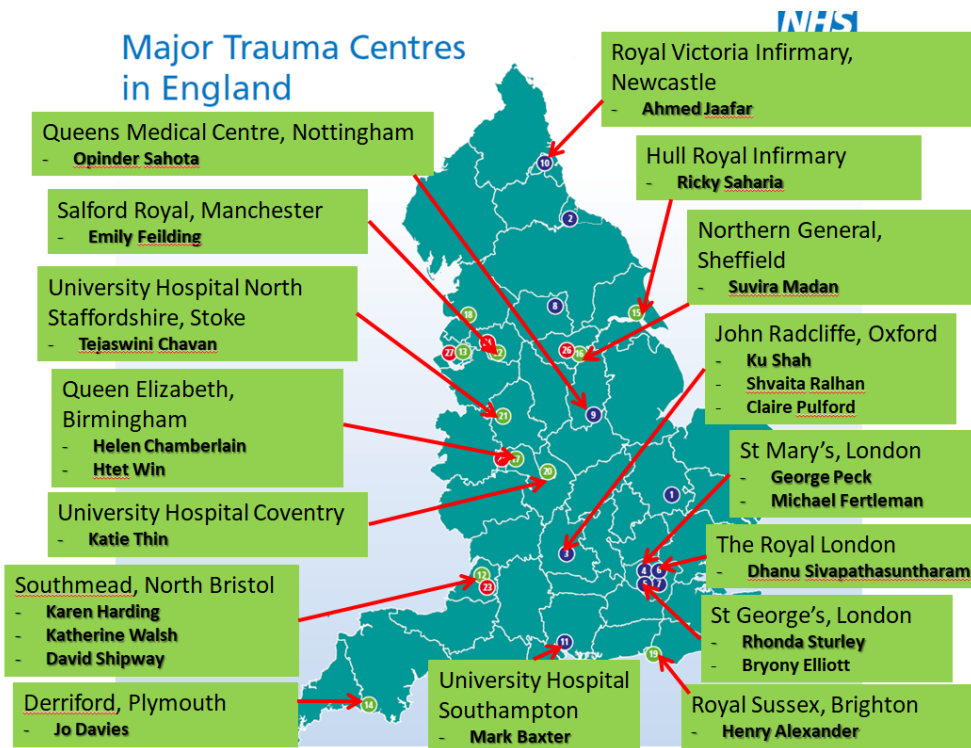 NHS
Major Trauma Centres
in England
Royal Victoria Infirmary,
Newcastle
- Ahmed Jaafar
Queens Medical Centre, Nottingham
- Opinder Sahota
Hull Royal Infirmary
- Ricky Saharia
Salford Royal, Manchester
- Emily Feilding
Northern General,
Sheffield
- Suvira Madan
University Hospital North
Staffordshire, Stoke
- Tejaswini Chavan
John Radcliffe, Oxford
- Ku Shah
- Shvaita Ralhan
- Claire Pulford
Queen Elizabeth,
Birmingham
- Helen Chamberlain
- Htet Win
St Mary's, London
- George Peck
- Michael Fertleman
University Hospital Coventry
- Katie Thin
The Royal London
- Dhanu Sivapathasuntharam
Southmead, North Bristol
- Karen Harding
- Katherine Walsh
- David Shipway
St George's, London
- Rhonda Sturley
- Bryony Elliott
University Hospital
Southampton
- Mark Baxter
Derriford, Plymouth
- Jo Davies
Royal Sussex, Brighton
- Henry Alexander
10
2
8
15
18
27
13
26
16
21
9
20
1
3
4
7
12
23
11
19
14